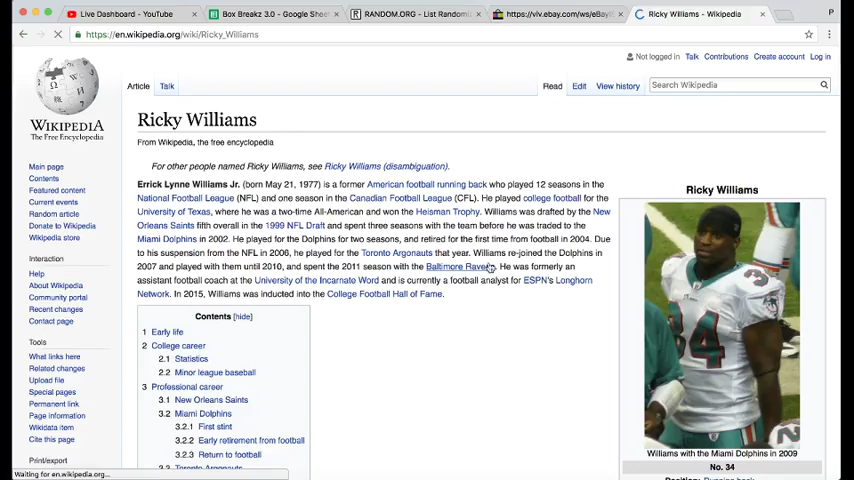 Live Dashboard - YouTube
Box Breakz 3.0 - Google Shee
RANDOM.ORG - List Randomi
https://viv.ebay.com/ws/eBayI
Ricky Williams - Wikipedia
P
https://en.wikipedia.org/wiki/Ricky_Williams
Not logged in Talk Contributions Create account Log in
Article Talk
Read Edit View history
Search Wikipedia
WIKIPEDIA
The Free Encyclopedia
Main page
Contents
Featured content
Current events
Random article
Donate to Wikipedia
Wikipedia store
Interaction
Help
About Wikipedia
Community portal
Recent changes
Contact page
Tools
What links here
Related changes
Upload file
Special pages
Permanent link
Page information
Wikidata item
Cite this page
Print/export
Ricky Williams
From Wikipedia, the free encyclopedia
For other people named Ricky Williams, see Ricky Williams (disambiguation).
Errick Lynne Williams Jr. (born May 21, 1977) is a former American football running back who played 12 seasons in the
National Football League (NFL) and one season in the Canadian Football League (CFL). He played college football for the
University of Texas, where he was a two-time All-American and won the Heisman Trophy. Williams was drafted by the New
Orleans Saints fifth overall in the 1999 NFL Draft and spent three seasons with the team before he was traded to the
Miami Dolphins in 2002. He played for the Dolphins for two seasons, and retired for the first time from football in 2004. Due
to his suspension from the NFL in 2006, he played for the Toronto Argonauts that year. Williams re-joined the Dolphins in
2007 and played with them until 2010, and spent the 2011 season with the Baltimore Ravens. He was formerly an
assistant football coach at the University of the Incarnate Word and is currently a football analyst for ESPN's Longhorn
Network. In 2015, Williams was inducted into the College Football Hall of Fame.
Contents [hide]
1 Early life
2 College career
2.1 Statistics
2.2 Minor league baseball
3 Professional career
3.1 New Orleans Saints
3.2 Miami Dolphins
3.2.1 First stint
3.2.2 Early retirement from football
3.2.3 Return to football
Toronto Argonauts
Ricky Williams
34
Williams with the Miami Dolphins in 2009
No. 34
Position: Running back
Waiting for en.wikipedia.org...